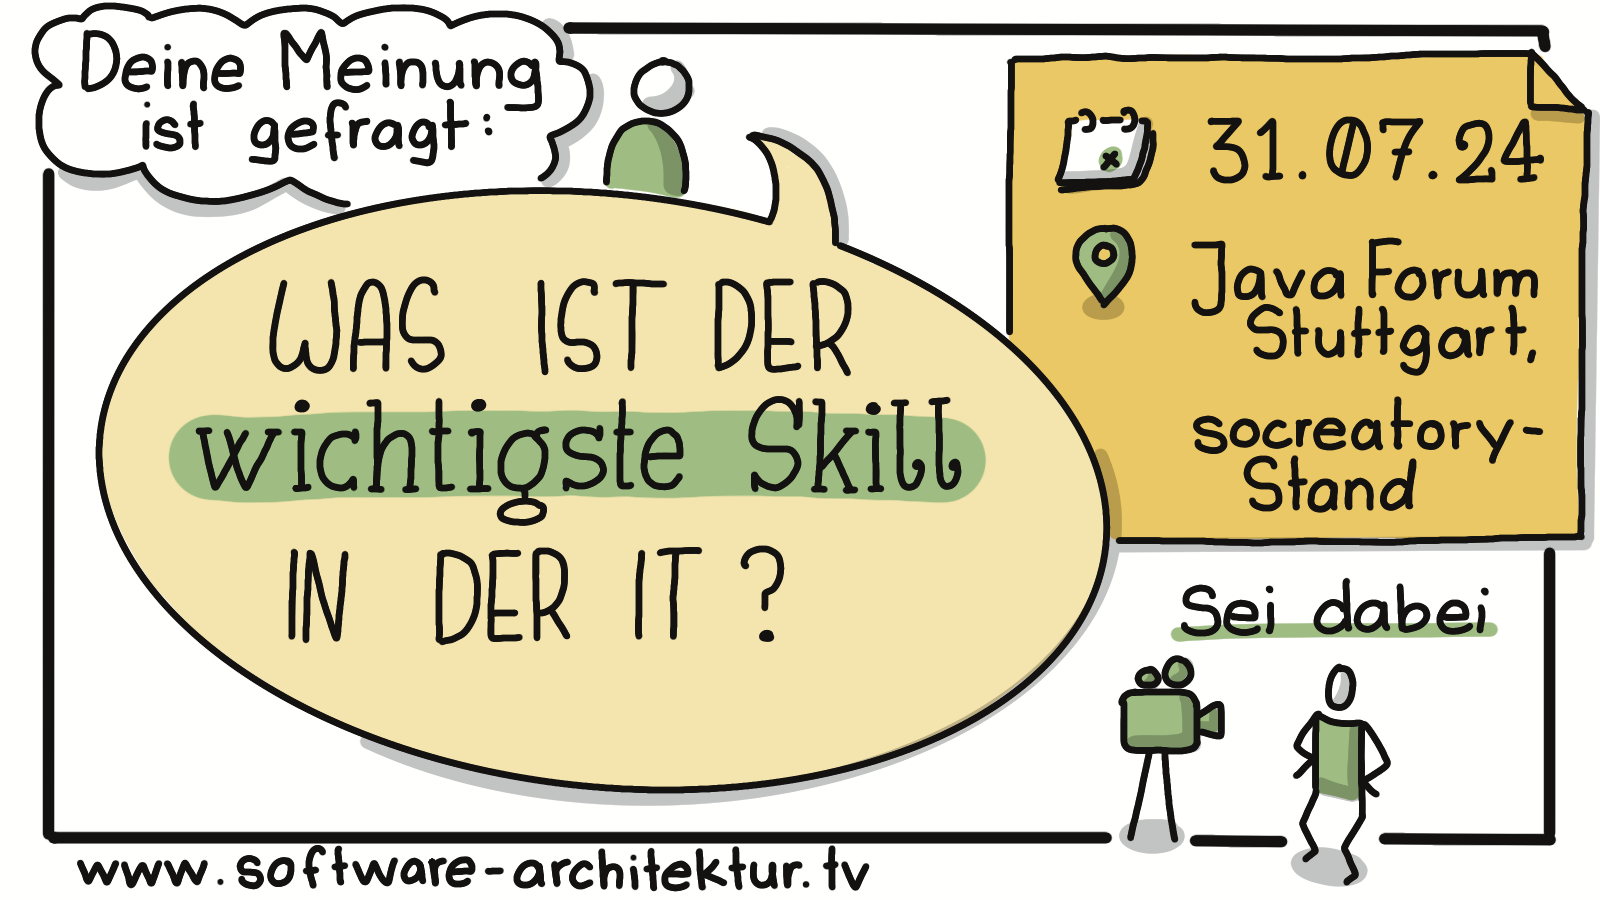 Deine Meinung
ist gefragt:
WAS IST DER
wichtigste Skill
IN DER IT?
31.07.24
Java Forum
Stuttgart,
socreatory-
Stand
Sei dabei
www.software-architektur.tv